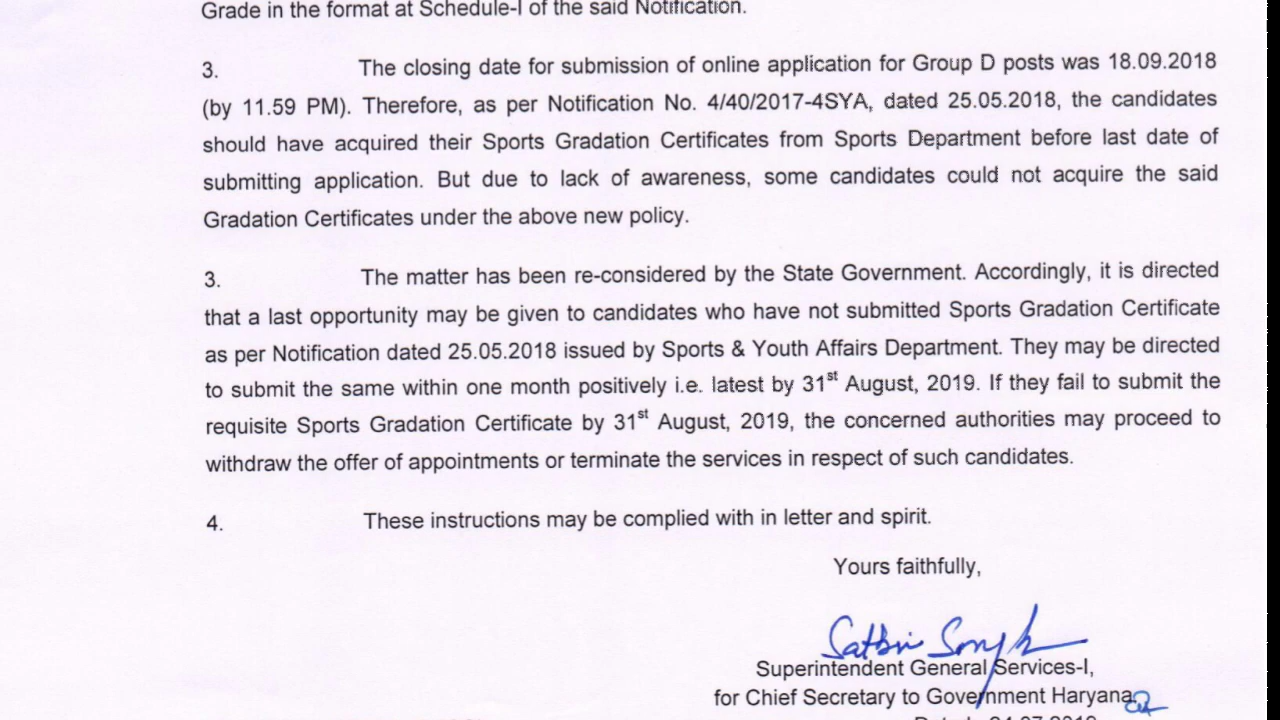 Grade in the format at Schedule-I of the said Notification.
3. The closing date for submission of online application for Group D posts was 18.09.2018
(by 11.59 PM). Therefore, as per Notification No. 4/40/2017-4SYA, dated 25.05.2018, the candidates
should have acquired their Sports Gradation Certificates from Sports Department before last date of
submitting application. But due to lack of awareness, some candidates could not acquire the said
Gradation Certificates under the above new policy.
3. The matter has been re-considered by the State Government. Accordingly, it is directed
that a last opportunity may be given to candidates who have not submitted Sports Gradation Certificate
as per Notification dated 25.05.2018 issued by Sports & Youth Affairs Department. They may be directed
to submit the same within one month positively i.e. latest by 31st August, 2019. If they fail to submit the
requisite Sports Gradation Certificate by 31st August, 2019, the concerned authorities may proceed to
withdraw the offer of appointments or terminate the services in respect of such candidates.
4. These instructions may be complied with in letter and spirit.
Yours faithfully,
Superintendent General Services-I,
for Chief Secretary to Government Haryana